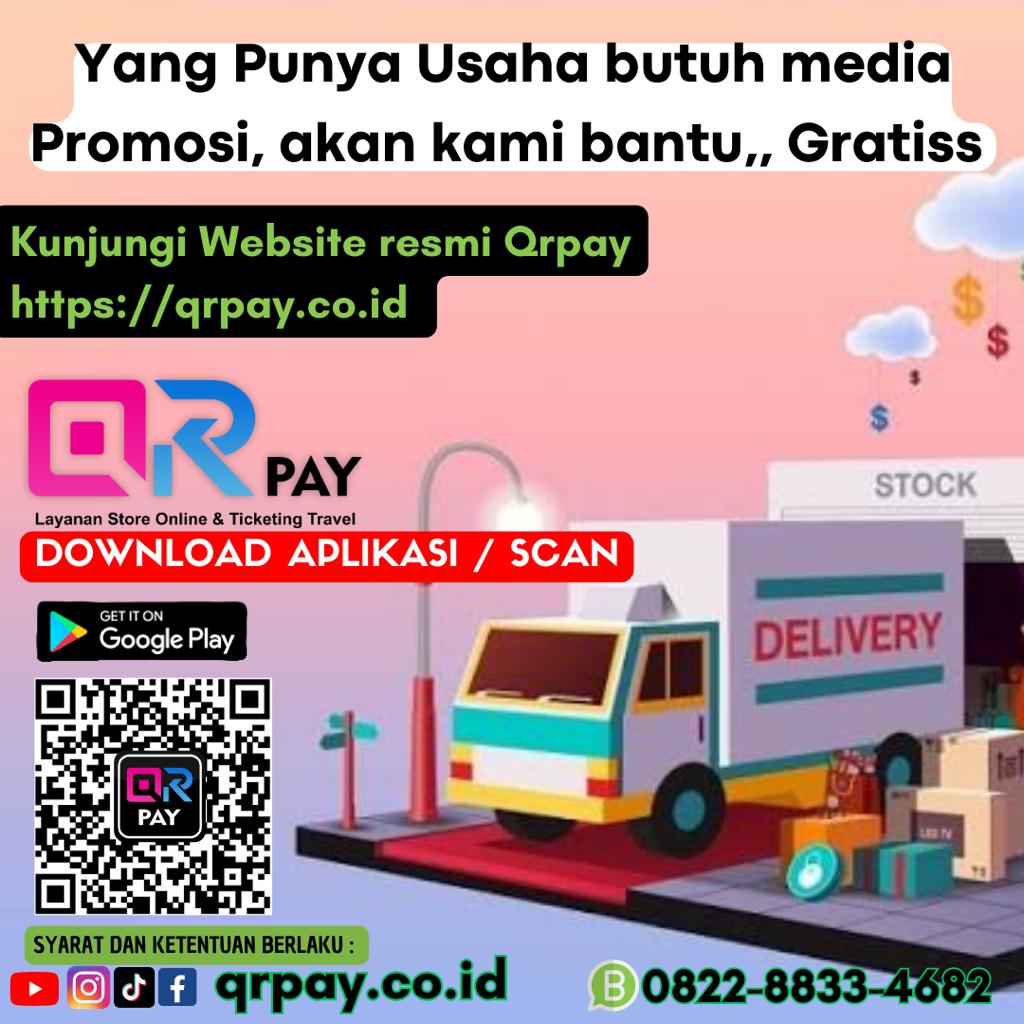 Yang Punya Usaha butuh media
Promosi, akan kami bantu,, Gratiss
Kunjungi Website resmi Qrpay
https://qrpay.co.id
QR PAY
Layanan Store Online & Ticketing Travel
DOWNLOAD APLIKASI / SCAN
GET IT ON
Google Play
QR
PAY
SYARAT DAN KETENTUAN BERLAKU :
qrpay.co.id
0822-8833-4682
STOCK
DELIVERY
LED TV
$
$
$
$